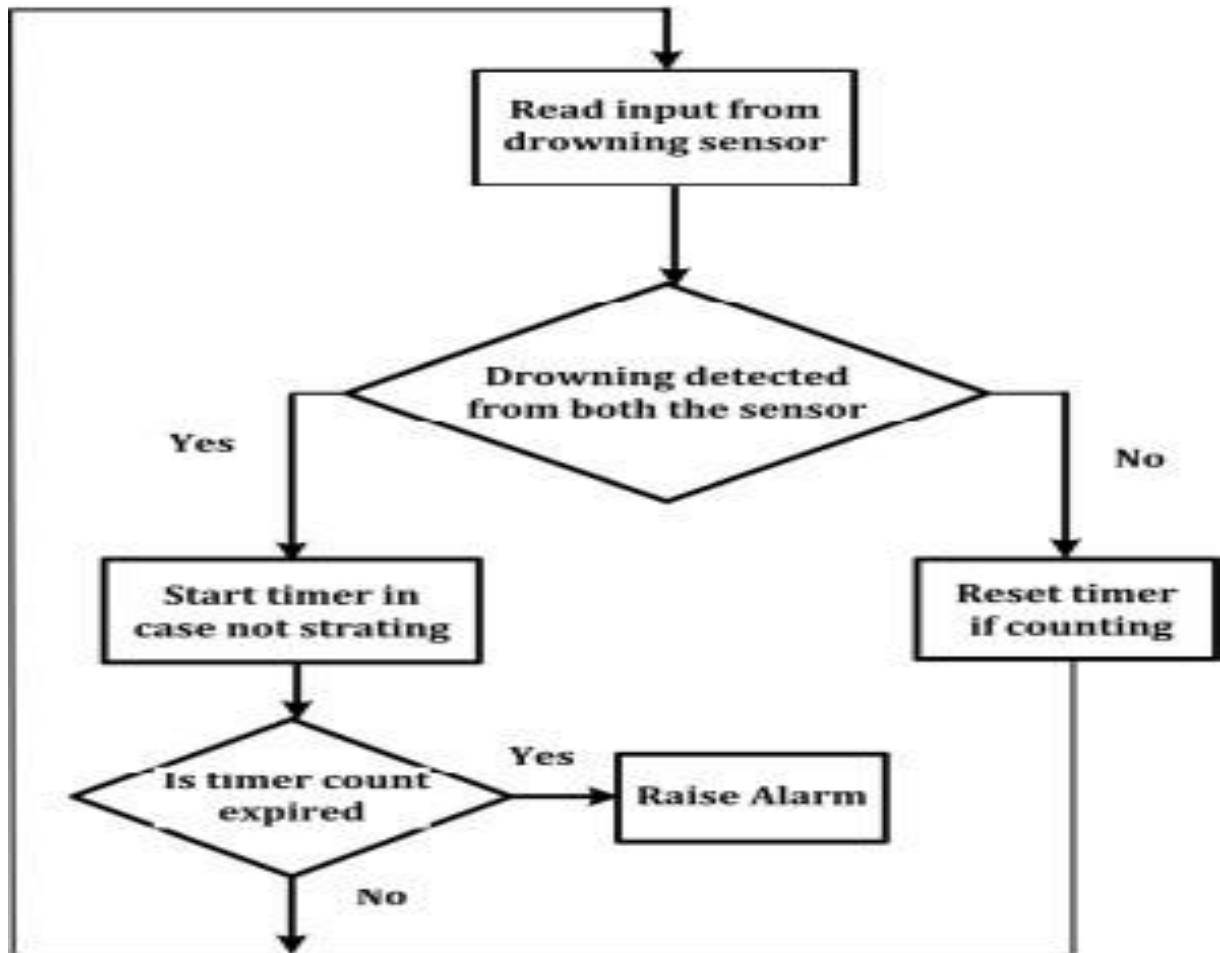 Read input from
drowning sensor
Drowning detected
from both the sensor
Yes
No
Start timer in
case not strating
Reset timer
if counting
Is timer count
expired
Yes
Raise Alarm
No